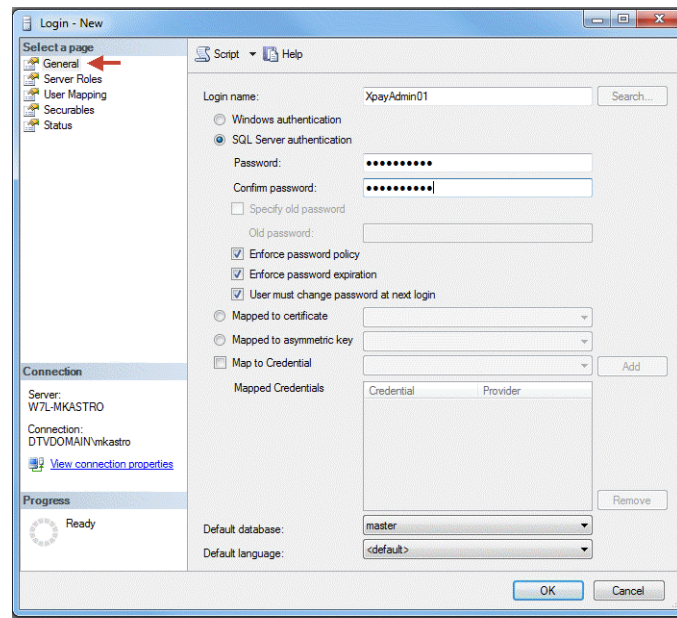 Login - New
Select a page
General
Server Roles
User Mapping
Securables
Status
Script Help
Login name: XpayAdmin01 Search...
Windows authentication
SQL Server authentication
Password: ●●●●●●●●●●
Confirm password: ●●●●●●●●●●
Specify old password
Old password:
Enforce password policy
Enforce password expiration
User must change password at next login
Mapped to certificate
Mapped to asymmetric key
Map to Credential Add
Mapped Credentials Credential Provider
Remove
Default database: master
Default language: <default>
Connection
Server:
W7L-MKASTRO
Connection:
DTVDOMAIN\mkastro
View connection properties
Progress
Ready
OK Cancel